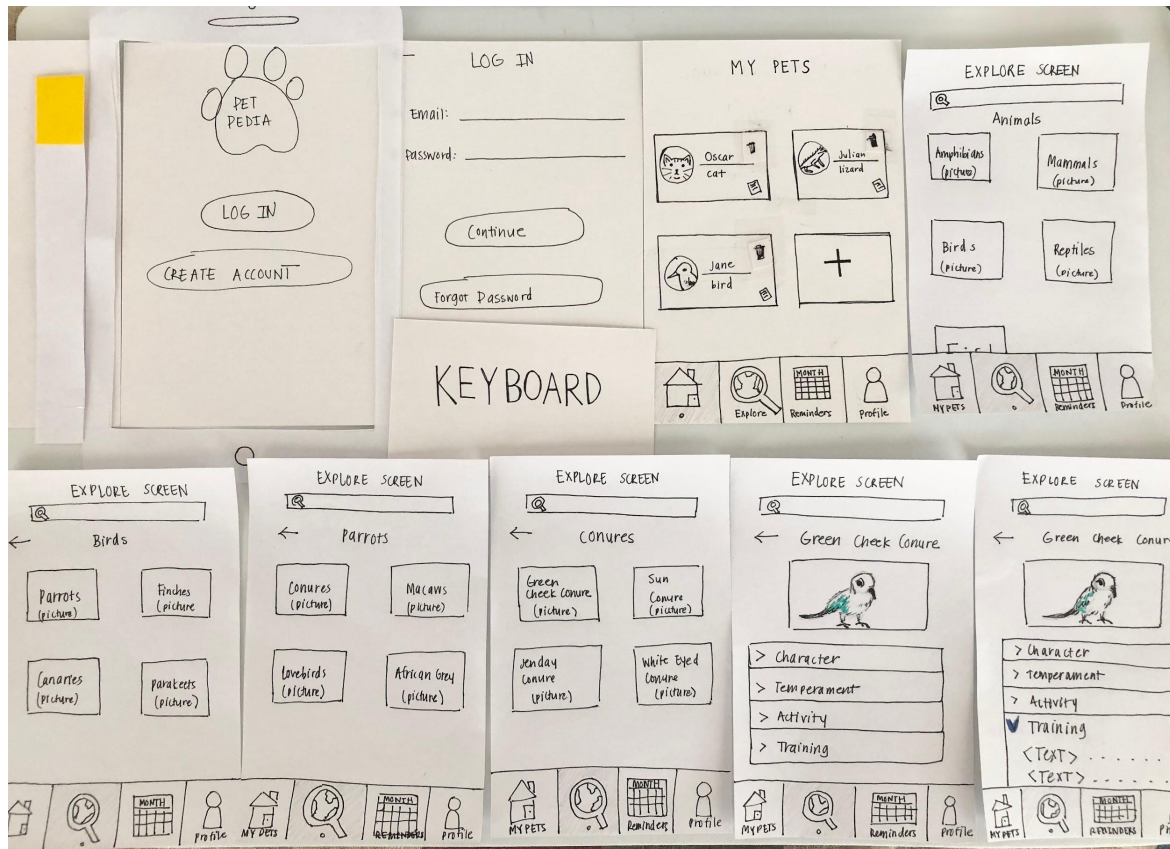 PET
PEDIA
LOG IN
CREATE ACCOUNT
LOG IN
Email:
Password:
Continue
Forgot Password
KEYBOARD
MY PETS
Oscar
cat
Julian
lizard
Jane
bird
+
Explore
MONTH
Reminders
Profile
EXPLORE SCREEN
Animals
Amphibians
(picture)
Mammals
(picture)
Birds
(picture)
Reptiles
(picture)
MY PETS
MONTH
Reminders
Profile
EXPLORE SCREEN
← Birds
Parrots
(picture)
Finches
(picture
Canaries
(picture)
Parakeets
(picture)
MONTH
Profile
EXPLORE SCREEN
← Parrots
Conures
(picture)
Macaws
(picture)
Lovebirds
(picture)
African Grey
(picture)
MY PETS
MONTH
REMINDERS
Profile
EXPLORE SCREEN
← Conures
Green
Cheek Conure
(picture)
Sun
Conure
(picture)
Jenday
Conure
(picture)
White Eyed
Conure
(picture)
MY PETS
MONTH
Reminders
Profile
EXPLORE SCREEN
← Green Cheek Conure
> Character
> Temperament
> Activity
> Training
MY PETS
MONTH
Reminders
Profile
EXPLORE SCREEN
← Green Cheek Conur
> Character
> Temperament
> Activity
Training
<TEXT> . . . . . .
<TEXT> . . . . . .
MY PETS
MONTH
REMINDERS